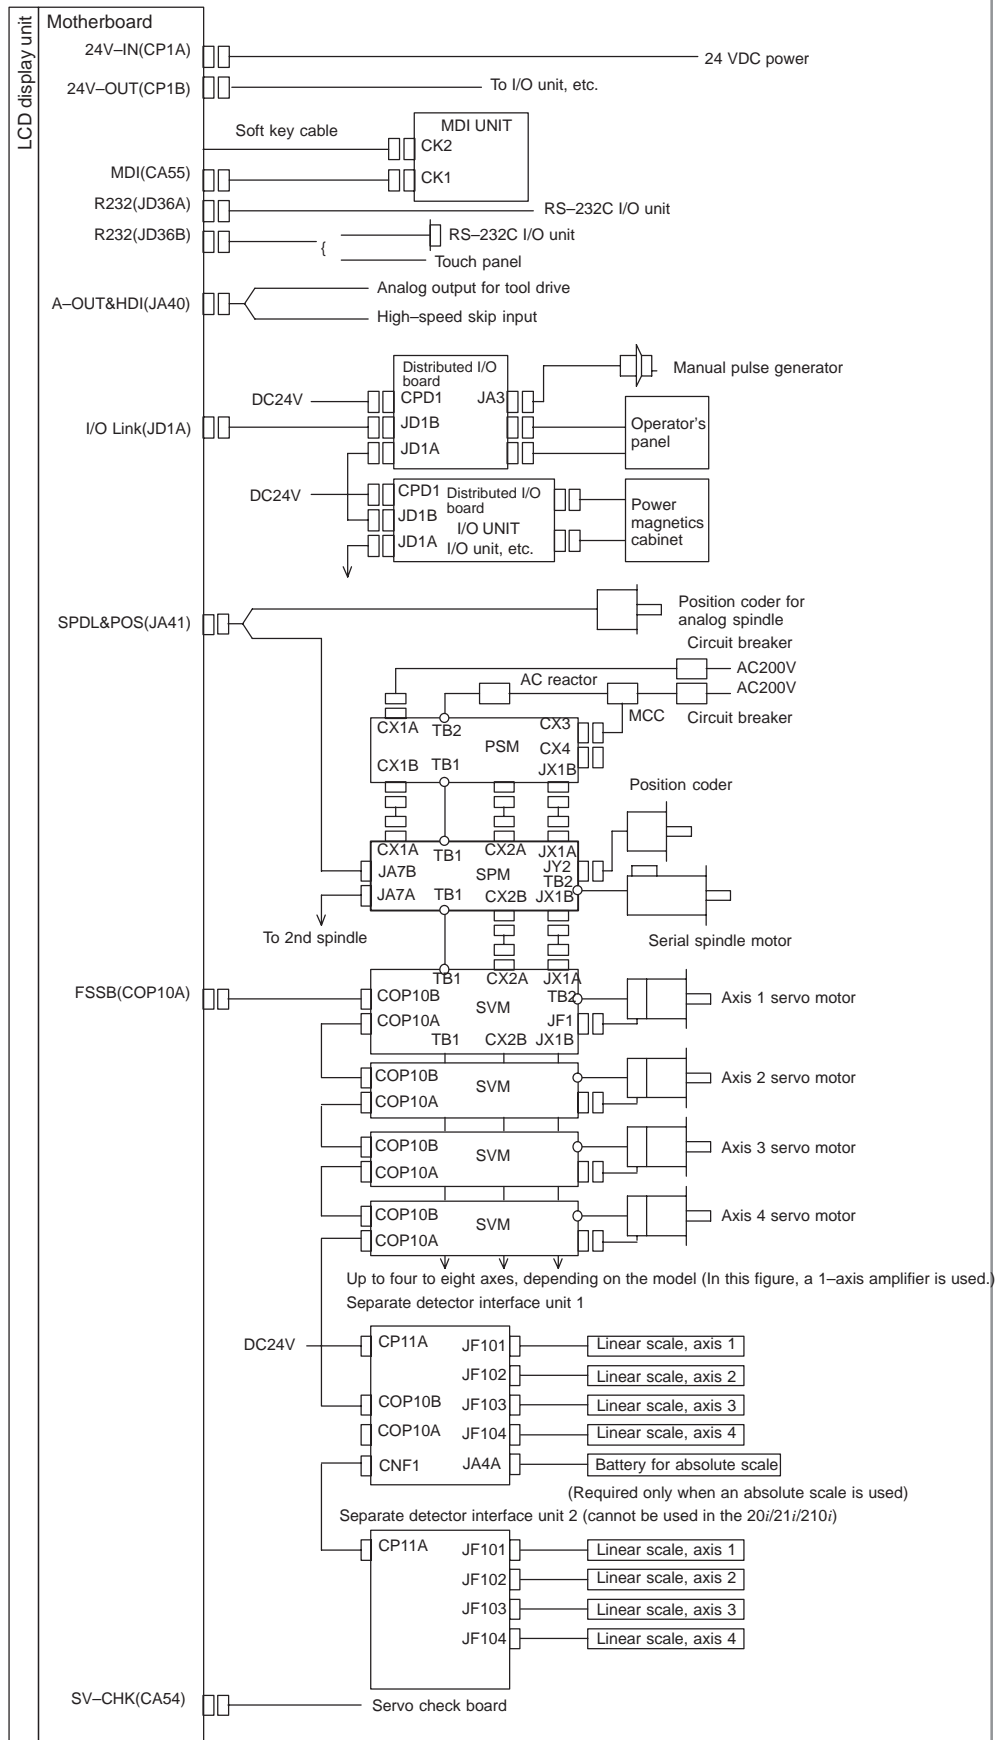 LCD display unit
Motherboard
24V–IN(CP1A)
24 VDC power
24V–OUT(CP1B)
To I/O unit, etc.
Soft key cable
MDI UNIT
CK2
MDI(CA55)
CK1
R232(JD36A)
RS–232C I/O unit
R232(JD36B)
{
RS–232C I/O unit
Touch panel
A–OUT&HDI(JA40)
Analog output for tool drive
High–speed skip input
Distributed I/O
board
Manual pulse generator
DC24V
CPD1
JA3
I/O Link(JD1A)
JD1B
JD1A
Operator's
panel
DC24V
CPD1
Distributed I/O
board
JD1B
I/O UNIT
JD1A
I/O unit, etc.
Power
magnetics
cabinet
SPDL&POS(JA41)
Position coder for
analog spindle
Circuit breaker
AC200V
AC reactor
AC200V
MCC
Circuit breaker
CX1A
TB2
CX3
PSM
CX4
CX1B
TB1
JX1B
Position coder
CX1A
TB1
CX2A
JX1A
JA7B
SPM
JY2
TB2
JA7A
TB1
CX2B
JX1B
To 2nd spindle
Serial spindle motor
TB1
CX2A
JX1A
FSSB(COP10A)
COP10B
SVM
TB2
Axis 1 servo motor
COP10A
JF1
TB1
CX2B
JX1B
COP10B
SVM
Axis 2 servo motor
COP10A
COP10B
SVM
Axis 3 servo motor
COP10A
COP10B
SVM
Axis 4 servo motor
COP10A
Up to four to eight axes, depending on the model (In this figure, a 1–axis amplifier is used.)
Separate detector interface unit 1
DC24V
CP11A
JF101
Linear scale, axis 1
JF102
Linear scale, axis 2
COP10B
JF103
Linear scale, axis 3
COP10A
JF104
Linear scale, axis 4
CNF1
JA4A
Battery for absolute scale
(Required only when an absolute scale is used)
Separate detector interface unit 2 (cannot be used in the 20i/21i/210i)
CP11A
JF101
Linear scale, axis 1
JF102
Linear scale, axis 2
JF103
Linear scale, axis 3
JF104
Linear scale, axis 4
SV–CHK(CA54)
Servo check board